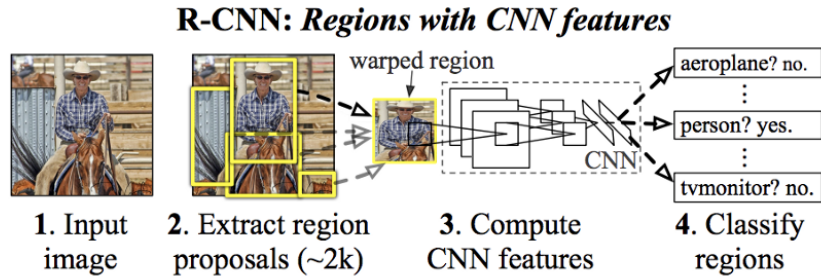 R-CNN: Regions with CNN features
warped region
aeroplane? no.
⋮
person? yes.
⋮
tvmonitor? no.
CNN
1. Input
image
2. Extract region
proposals (~2k)
3. Compute
CNN features
4. Classify
regions